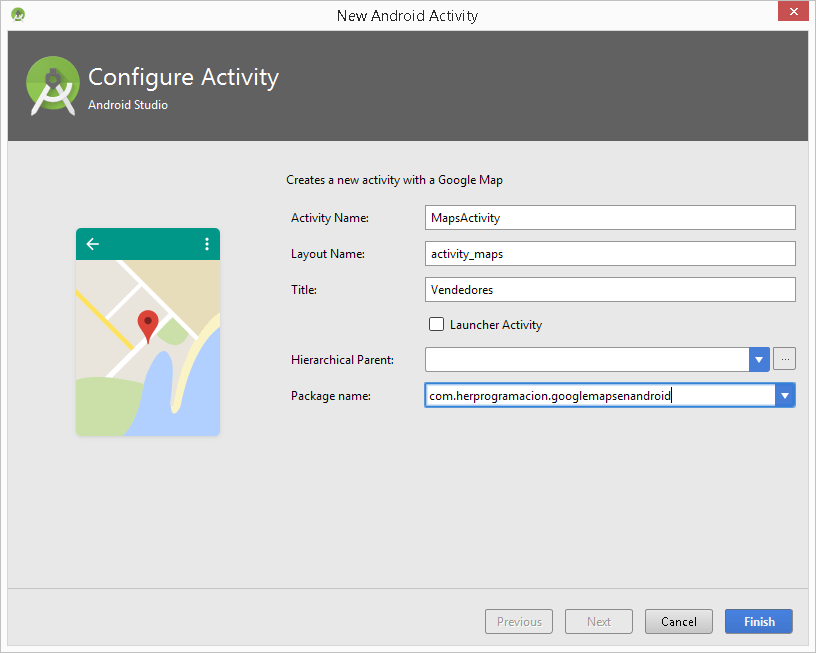 New Android Activity
Configure Activity
Android Studio
Creates a new activity with a Google Map
Activity Name: MapsActivity
Layout Name: activity_maps
Title: Vendedores
Launcher Activity
Hierarchical Parent: ...
Package name: com.herprogramacion.googlemapsenandroid
Previous Next Cancel Finish